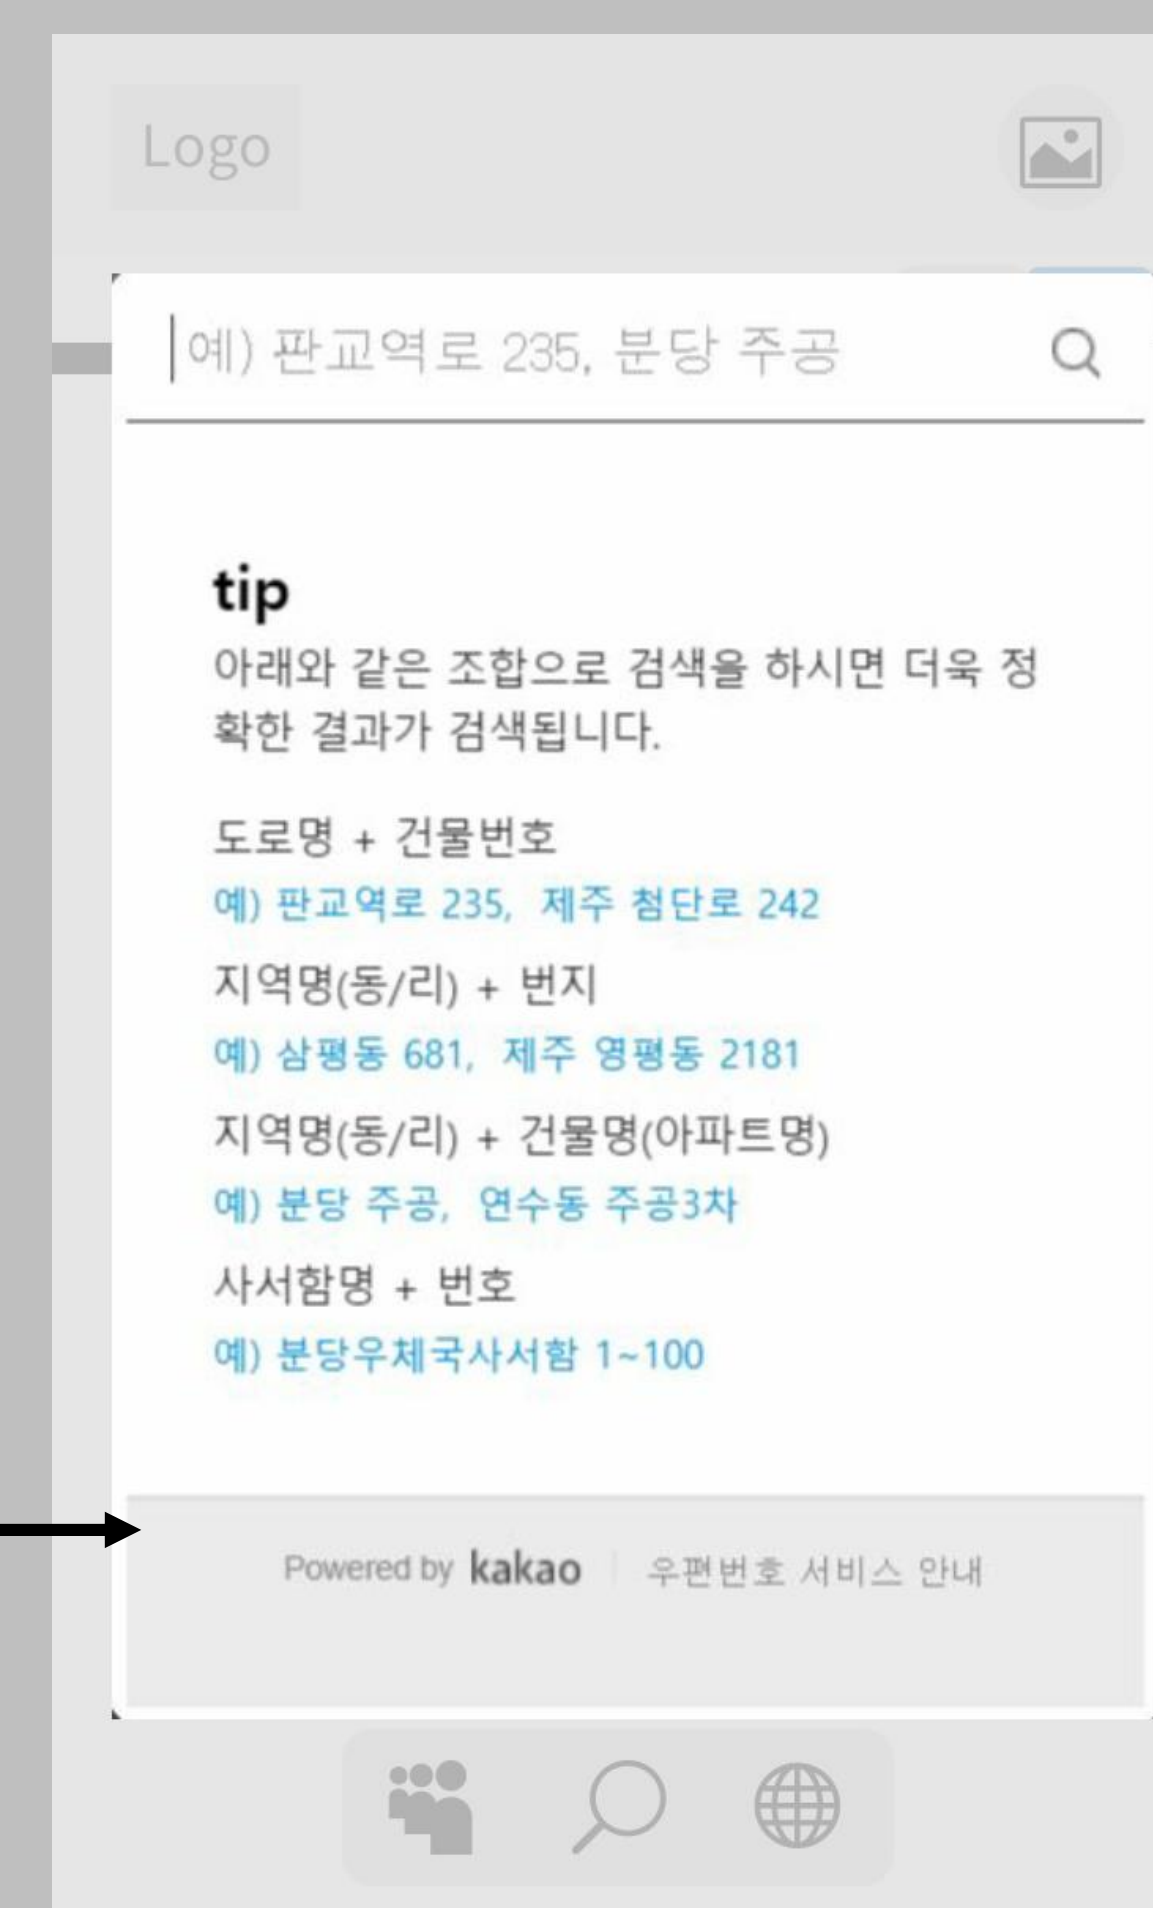 Logo
예) 판교역로 235, 분당 주공
tip
아래와 같은 조합으로 검색을 하시면 더욱 정
확한 결과가 검색됩니다.
도로명 + 건물번호
예) 판교역로 235, 제주 첨단로 242
지역명(동/리) + 번지
예) 삼평동 681, 제주 영평동 2181
지역명(동/리) + 건물명(아파트명)
예) 분당 주공, 연수동 주공3차
사서함명 + 번호
예) 분당우체국사서함 1~100
Powered by kakao 우편번호 서비스 안내